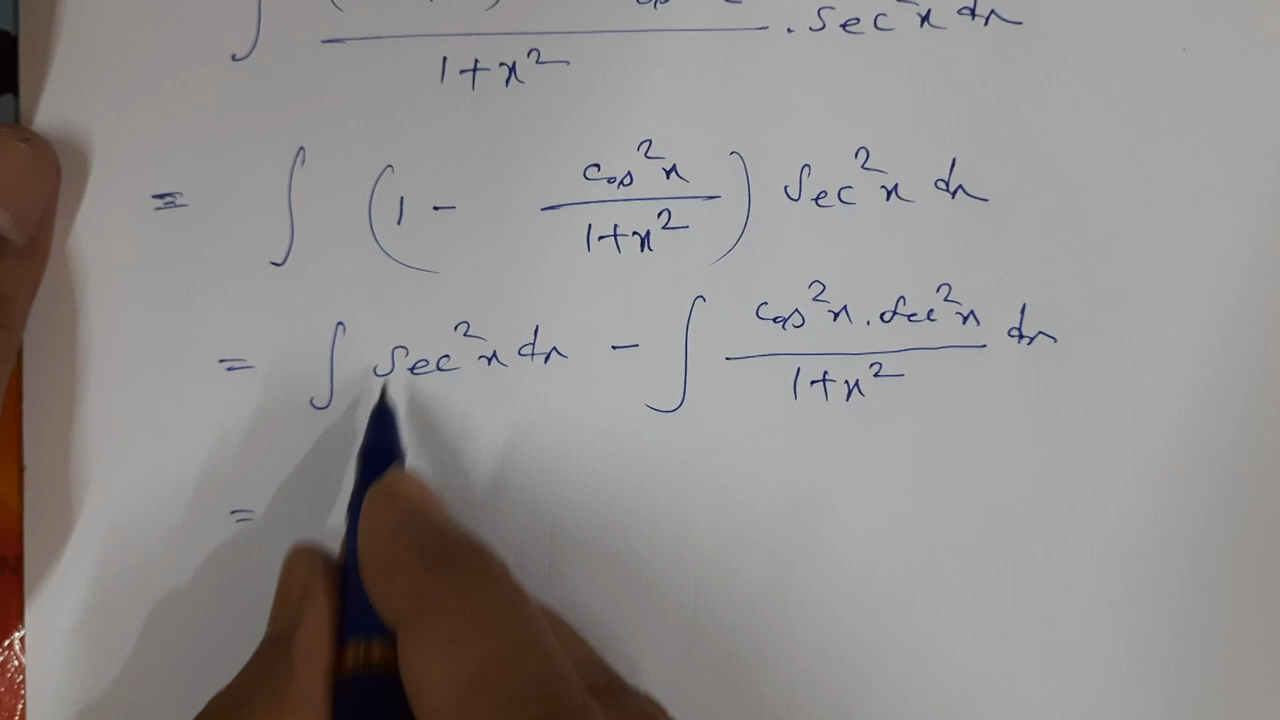 ∫ ———— . sec²x dx
1+x²
= ∫ (1 - cos²x / 1+x²) sec²x dx
= ∫ sec²x dx - ∫ cos²x . sec²x / 1+x² dx
=